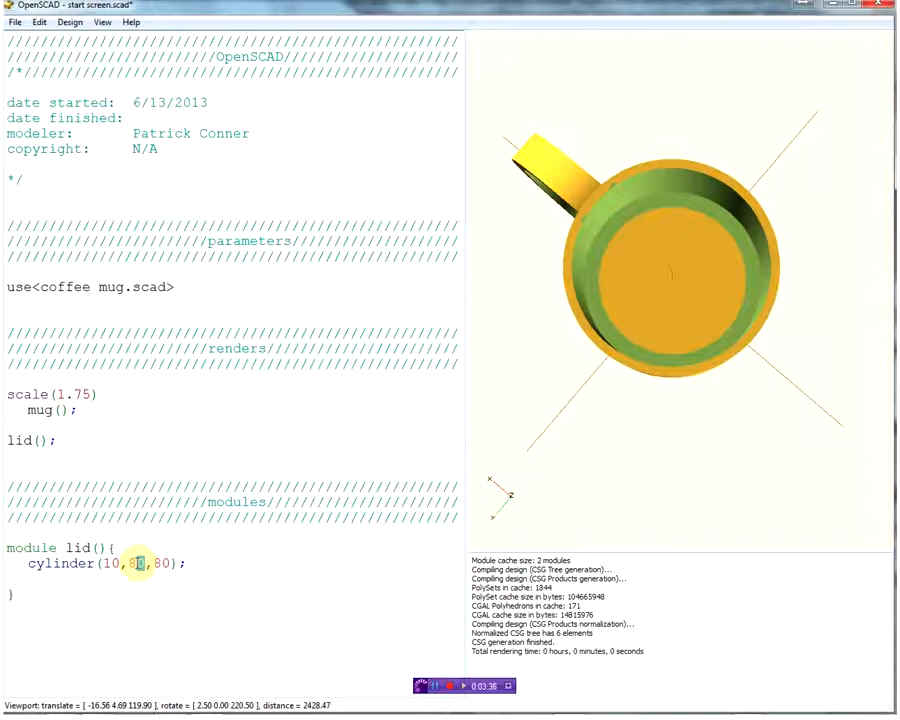 OpenSCAD - start screen.scad*
File Edit Design View Help
//////////////////////////////////////////////////////
/////////////////////////OpenSCAD/////////////////////
/*////////////////////////////////////////////////////
date started: 6/13/2013
date finished:
modeler: Patrick Conner
copyright: N/A
*/
//////////////////////////////////////////////////////
////////////////////////parameters////////////////////
//////////////////////////////////////////////////////
use<coffee mug.scad>
//////////////////////////////////////////////////////
////////////////////////renders///////////////////////
//////////////////////////////////////////////////////
scale(1.75)
mug();
lid();
//////////////////////////////////////////////////////
////////////////////////modules///////////////////////
//////////////////////////////////////////////////////
module lid(){
cylinder(10,80,80);
}
x
z
y
Module cache size: 2 modules
Compiling design (CSG Tree generation)...
Compiling design (CSG Products generation)...
PolySets in cache: 1844
PolySet cache size in bytes: 104665948
CGAL Polyhedrons in cache: 171
CGAL cache size in bytes: 14815976
Compiling design (CSG Products normalization)...
Normalized CSG tree has 6 elements
CSG generation finished.
Total rendering time: 0 hours, 0 minutes, 0 seconds
0:03:36
Viewport: translate = [ -16.56 4.69 119.90 ], rotate = [ 2.50 0.00 220.50 ], distance = 2428.47